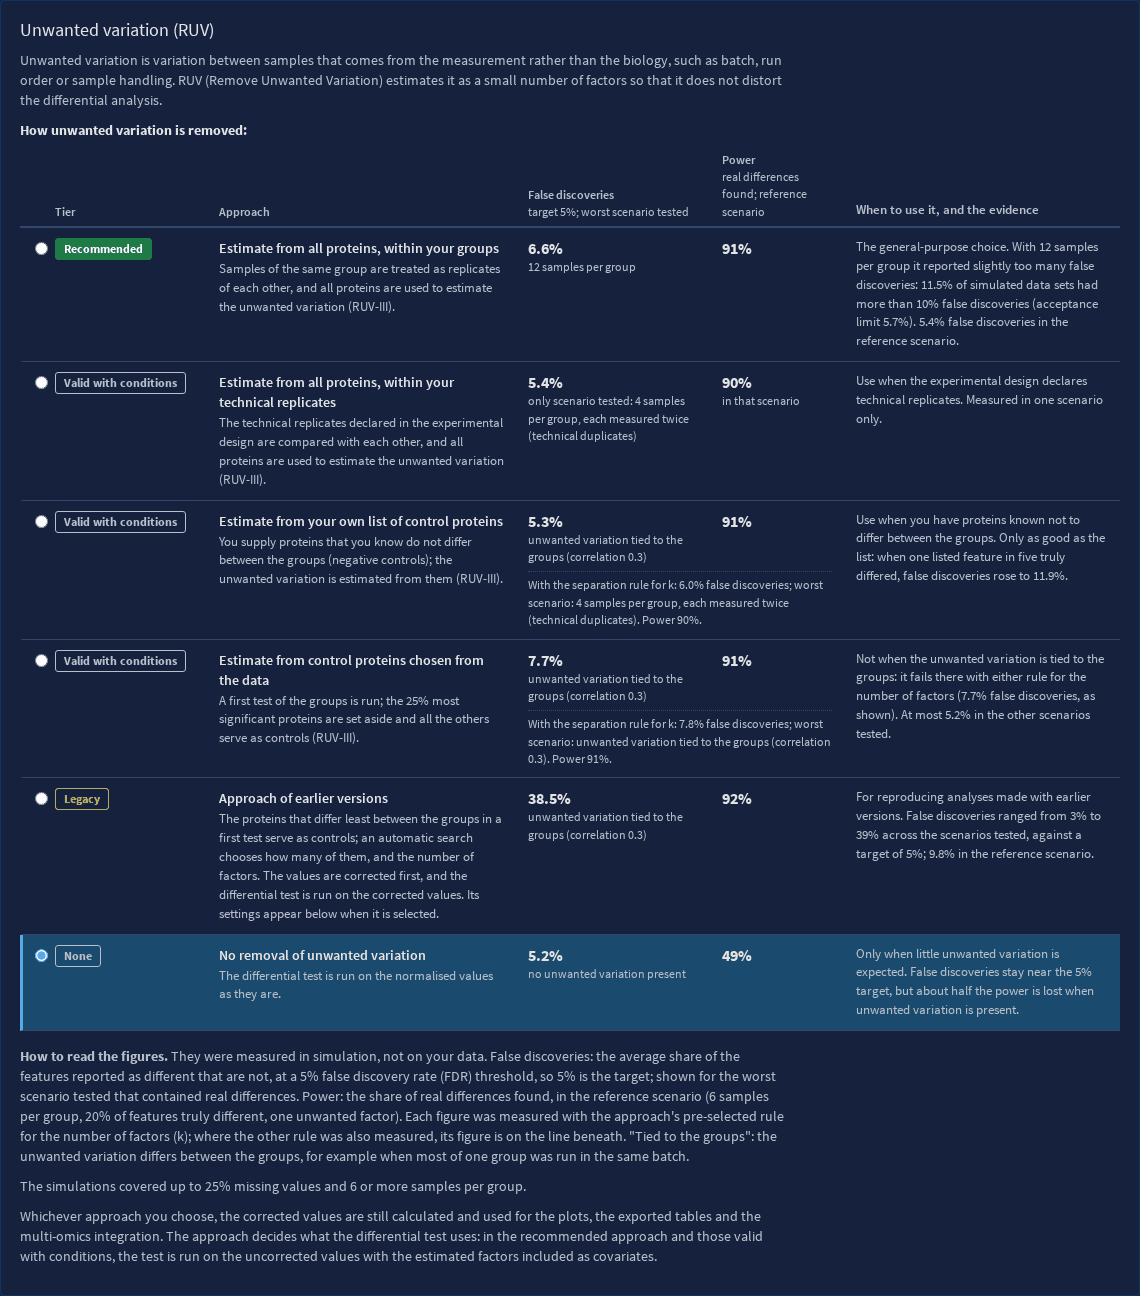 Unwanted variation (RUV)
Unwanted variation is variation between samples that comes from the measurement rather than the biology, such as batch, run
order or sample handling. RUV (Remove Unwanted Variation) estimates it as a small number of factors so that it does not distort
the differential analysis.
How unwanted variation is removed:
Tier
Approach
False discoveries
target 5%; worst scenario tested
Power
real differences
found; reference
scenario
When to use it, and the evidence
Recommended
Estimate from all proteins, within your groups
Samples of the same group are treated as replicates
of each other, and all proteins are used to estimate
the unwanted variation (RUV-III).
6.6%
12 samples per group
91%
The general-purpose choice. With 12 samples
per group it reported slightly too many false
discoveries: 11.5% of simulated data sets had
more than 10% false discoveries (acceptance
limit 5.7%). 5.4% false discoveries in the
reference scenario.
Valid with conditions
Estimate from all proteins, within your
technical replicates
The technical replicates declared in the experimental
design are compared with each other, and all
proteins are used to estimate the unwanted variation
(RUV-III).
5.4%
only scenario tested: 4 samples
per group, each measured twice
(technical duplicates)
90%
in that scenario
Use when the experimental design declares
technical replicates. Measured in one scenario
only.
Valid with conditions
Estimate from your own list of control proteins
You supply proteins that you know do not differ
between the groups (negative controls); the
unwanted variation is estimated from them (RUV-III).
5.3%
unwanted variation tied to the
groups (correlation 0.3)
91%
With the separation rule for k: 6.0% false discoveries; worst
scenario: 4 samples per group, each measured twice
(technical duplicates). Power 90%.
Use when you have proteins known not to
differ between the groups. Only as good as the
list: when one listed feature in five truly
differed, false discoveries rose to 11.9%.
Valid with conditions
Estimate from control proteins chosen from
the data
A first test of the groups is run; the 25% most
significant proteins are set aside and all the others
serve as controls (RUV-III).
7.7%
unwanted variation tied to the
groups (correlation 0.3)
91%
With the separation rule for k: 7.8% false discoveries; worst
scenario: unwanted variation tied to the groups (correlation
0.3). Power 91%.
Not when the unwanted variation is tied to the
groups: it fails there with either rule for the
number of factors (7.7% false discoveries, as
shown). At most 5.2% in the other scenarios
tested.
Legacy
Approach of earlier versions
The proteins that differ least between the groups in a
first test serve as controls; an automatic search
chooses how many of them, and the number of
factors. The values are corrected first, and the
differential test is run on the corrected values. Its
settings appear below when it is selected.
38.5%
unwanted variation tied to the
groups (correlation 0.3)
92%
For reproducing analyses made with earlier
versions. False discoveries ranged from 3% to
39% across the scenarios tested, against a
target of 5%; 9.8% in the reference scenario.
None
No removal of unwanted variation
The differential test is run on the normalised values
as they are.
5.2%
no unwanted variation present
49%
Only when little unwanted variation is
expected. False discoveries stay near the 5%
target, but about half the power is lost when
unwanted variation is present.
How to read the figures. They were measured in simulation, not on your data. False discoveries: the average share of the
features reported as different that are not, at a 5% false discovery rate (FDR) threshold, so 5% is the target; shown for the worst
scenario tested that contained real differences. Power: the share of real differences found, in the reference scenario (6 samples
per group, 20% of features truly different, one unwanted factor). Each figure was measured with the approach's pre-selected rule
for the number of factors (k); where the other rule was also measured, its figure is on the line beneath. "Tied to the groups": the
unwanted variation differs between the groups, for example when most of one group was run in the same batch.
The simulations covered up to 25% missing values and 6 or more samples per group.
Whichever approach you choose, the corrected values are still calculated and used for the plots, the exported tables and the
multi-omics integration. The approach decides what the differential test uses: in the recommended approach and those valid
with conditions, the test is run on the uncorrected values with the estimated factors included as covariates.